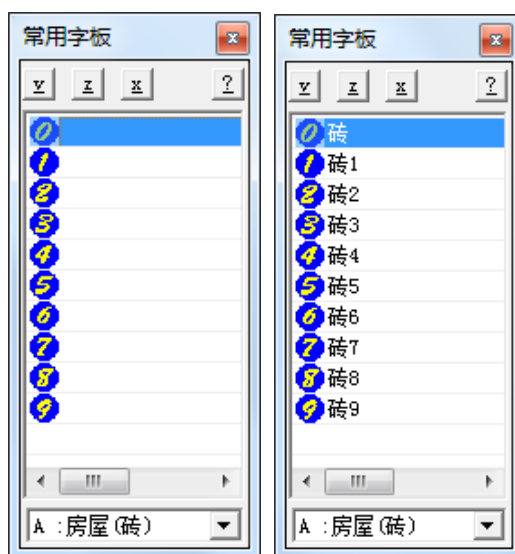 常用字板
v z x ?
0
1
2
3
4
5
6
7
8
9
A :房屋(砖)
常用字板
v z x ?
0 砖
1 砖1
2 砖2
3 砖3
4 砖4
5 砖5
6 砖6
7 砖7
8 砖8
9 砖9
A :房屋(砖)